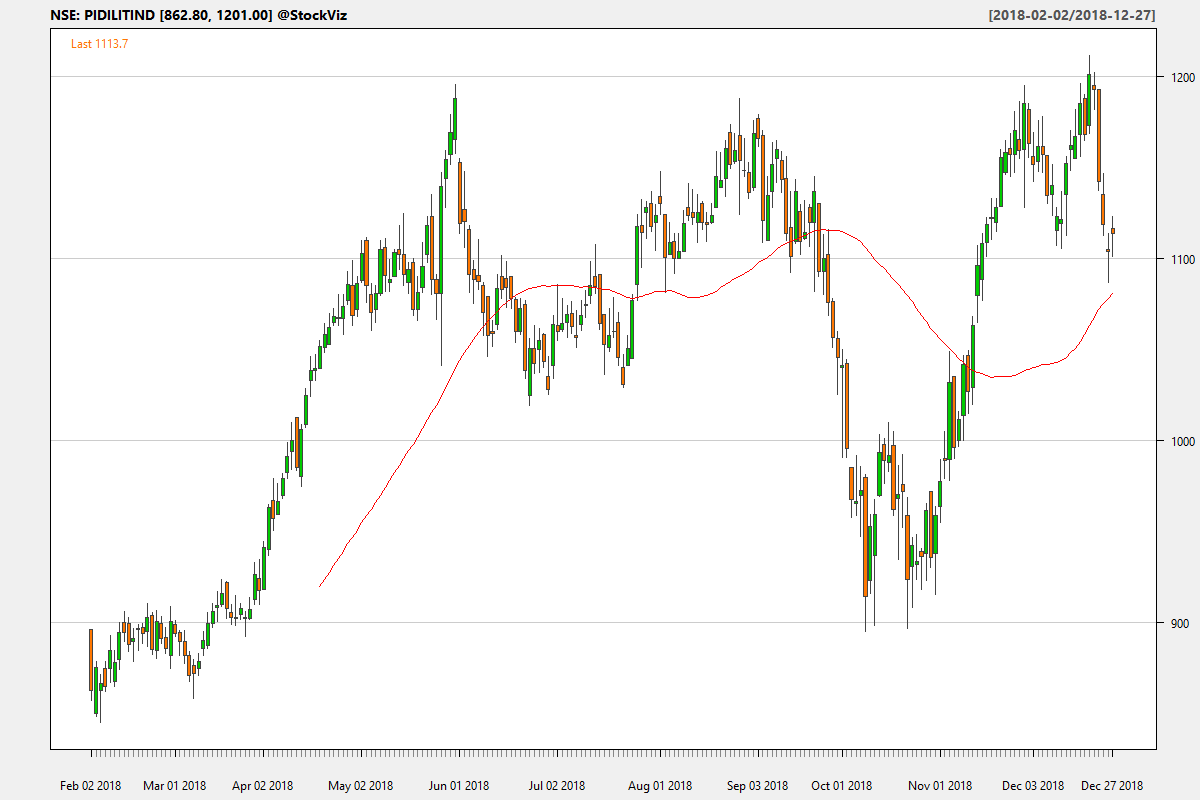 NSE: PIDILITIND [862.80, 1201.00] @StockViz [2018-02-02/2018-12-27]
Last 1113.7
1200
1100
1000
900
Feb 02 2018 Mar 01 2018 Apr 02 2018 May 02 2018 Jun 01 2018 Jul 02 2018 Aug 01 2018 Sep 03 2018 Oct 01 2018 Nov 01 2018 Dec 03 2018 Dec 27 2018